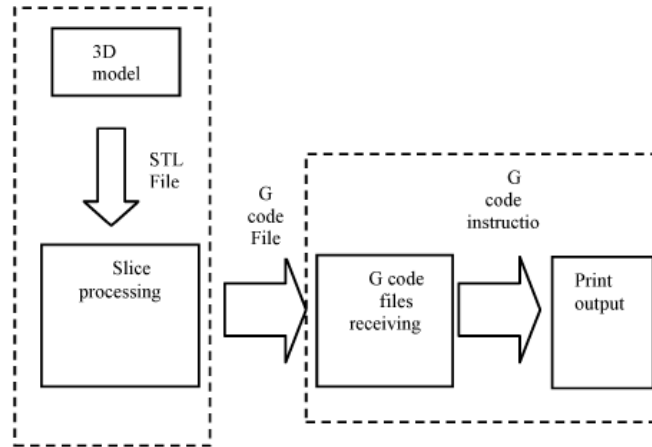 3D
model
STL
File
Slice
processing
G
code
File
G code
files
receiving
G
code
instructio
Print
output